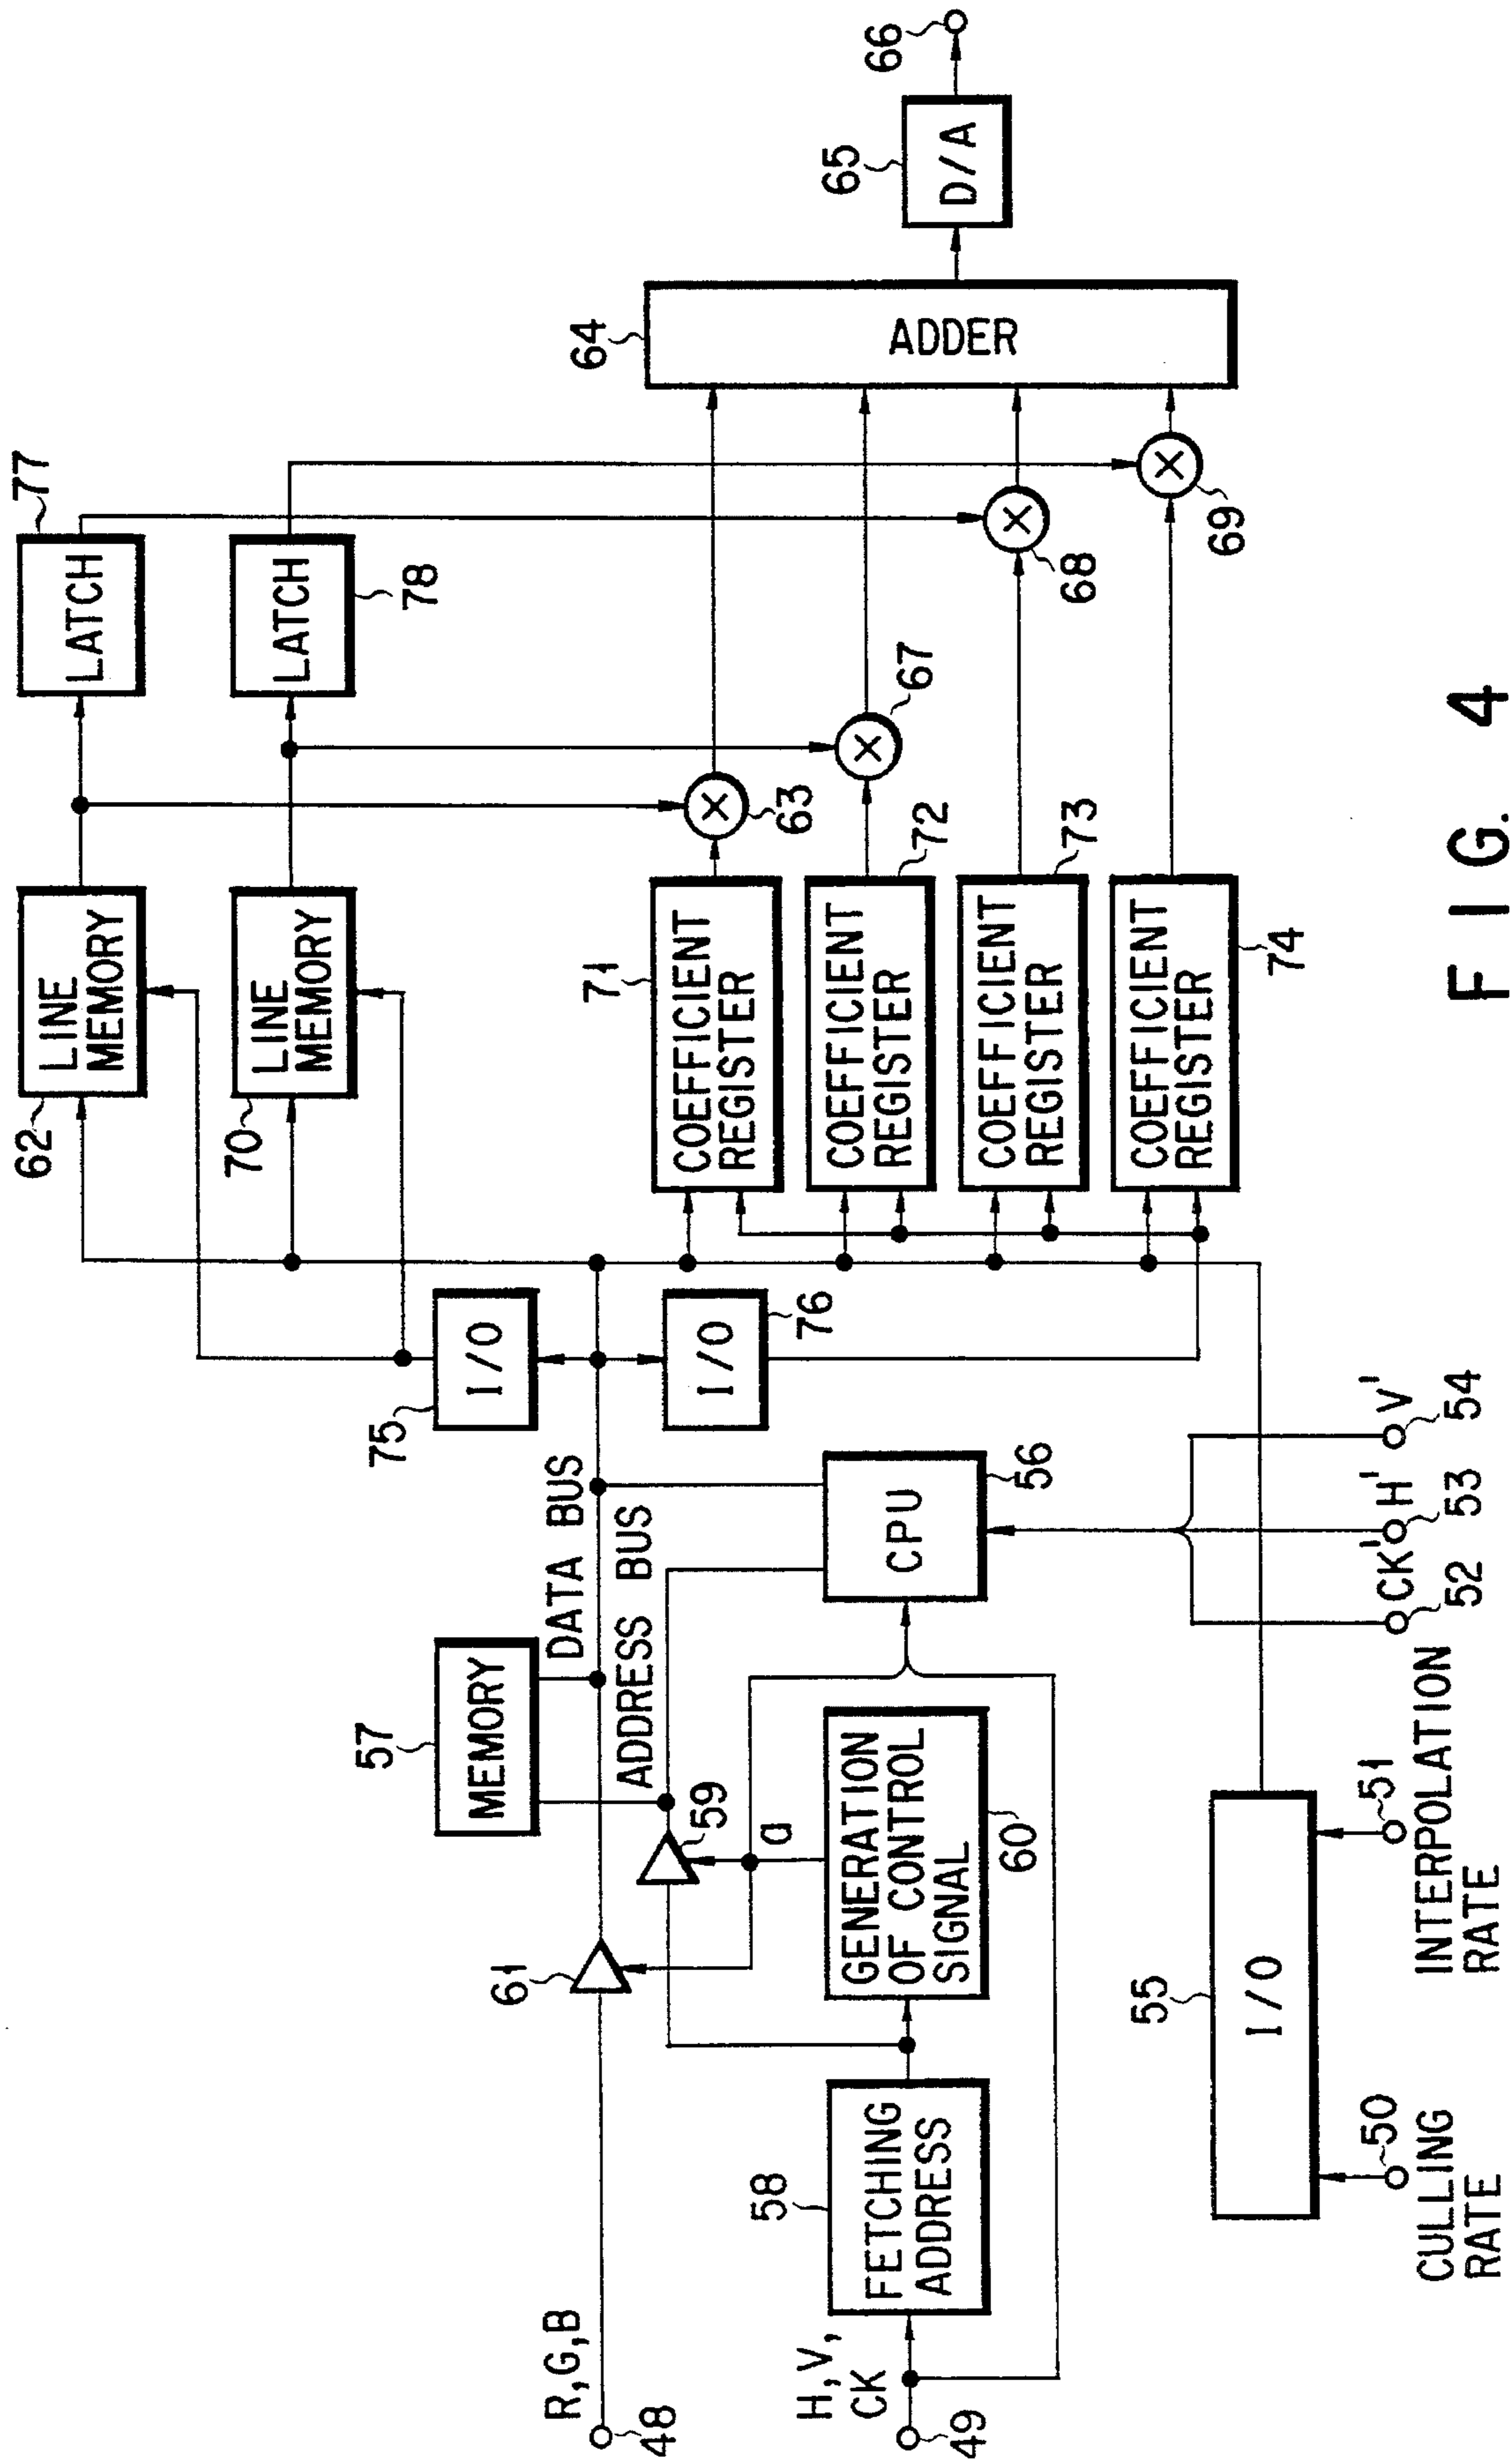 R,G,B
48
H,V,
CK
49
61
58
FETCHING
ADDRESS
GENERATION
OF CONTROL
SIGNAL
60
a
59
57
MEMORY
DATA BUS
ADDRESS BUS
CPU
56
75
I/O
I/O
76
62
LINE
MEMORY
70
LINE
MEMORY
77
LATCH
LATCH
78
71
COEFFICIENT
REGISTER
72
COEFFICIENT
REGISTER
73
COEFFICIENT
REGISTER
74
COEFFICIENT
REGISTER
63
67
68
69
64
ADDER
65
D/A
66
55
I/O
50
CULLING
RATE
51
INTERPOLATION
RATE
CK'
52
H'
53
V'
54
FIG. 4